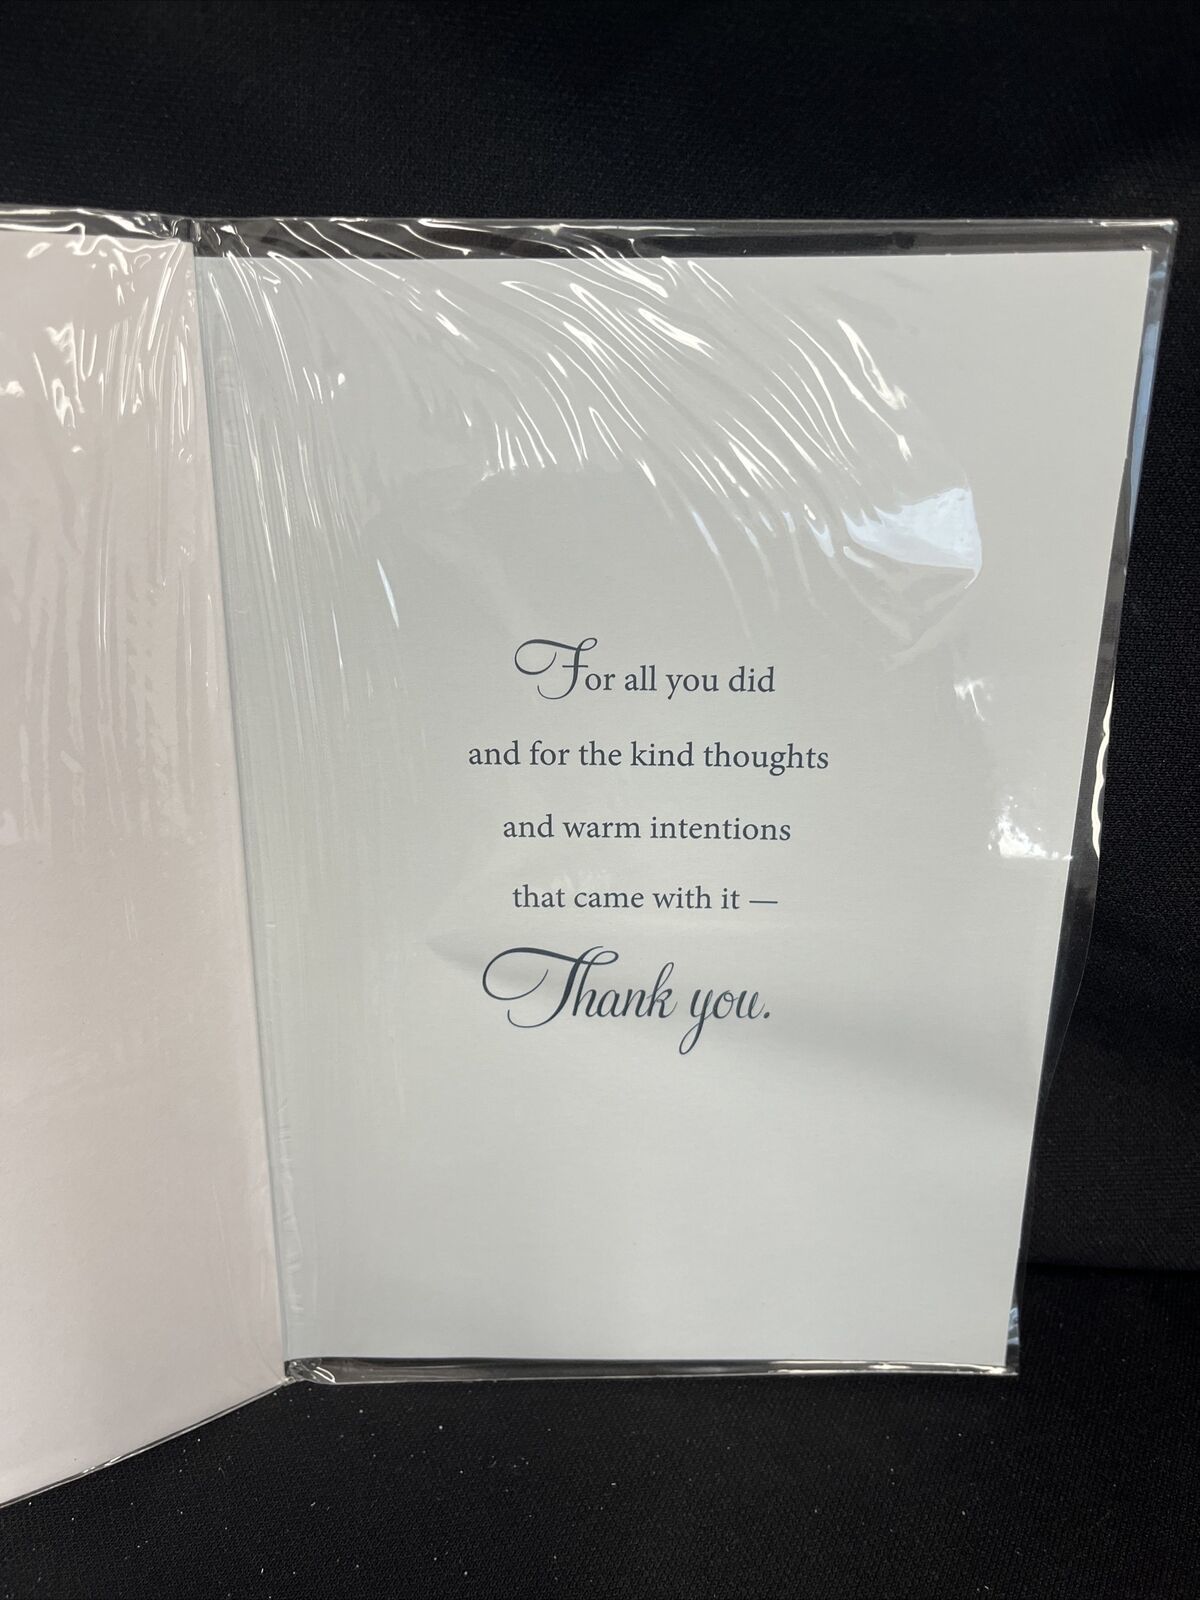 For all you did
and for the kind thoughts
and warm intentions
that came with it —
Thank you.